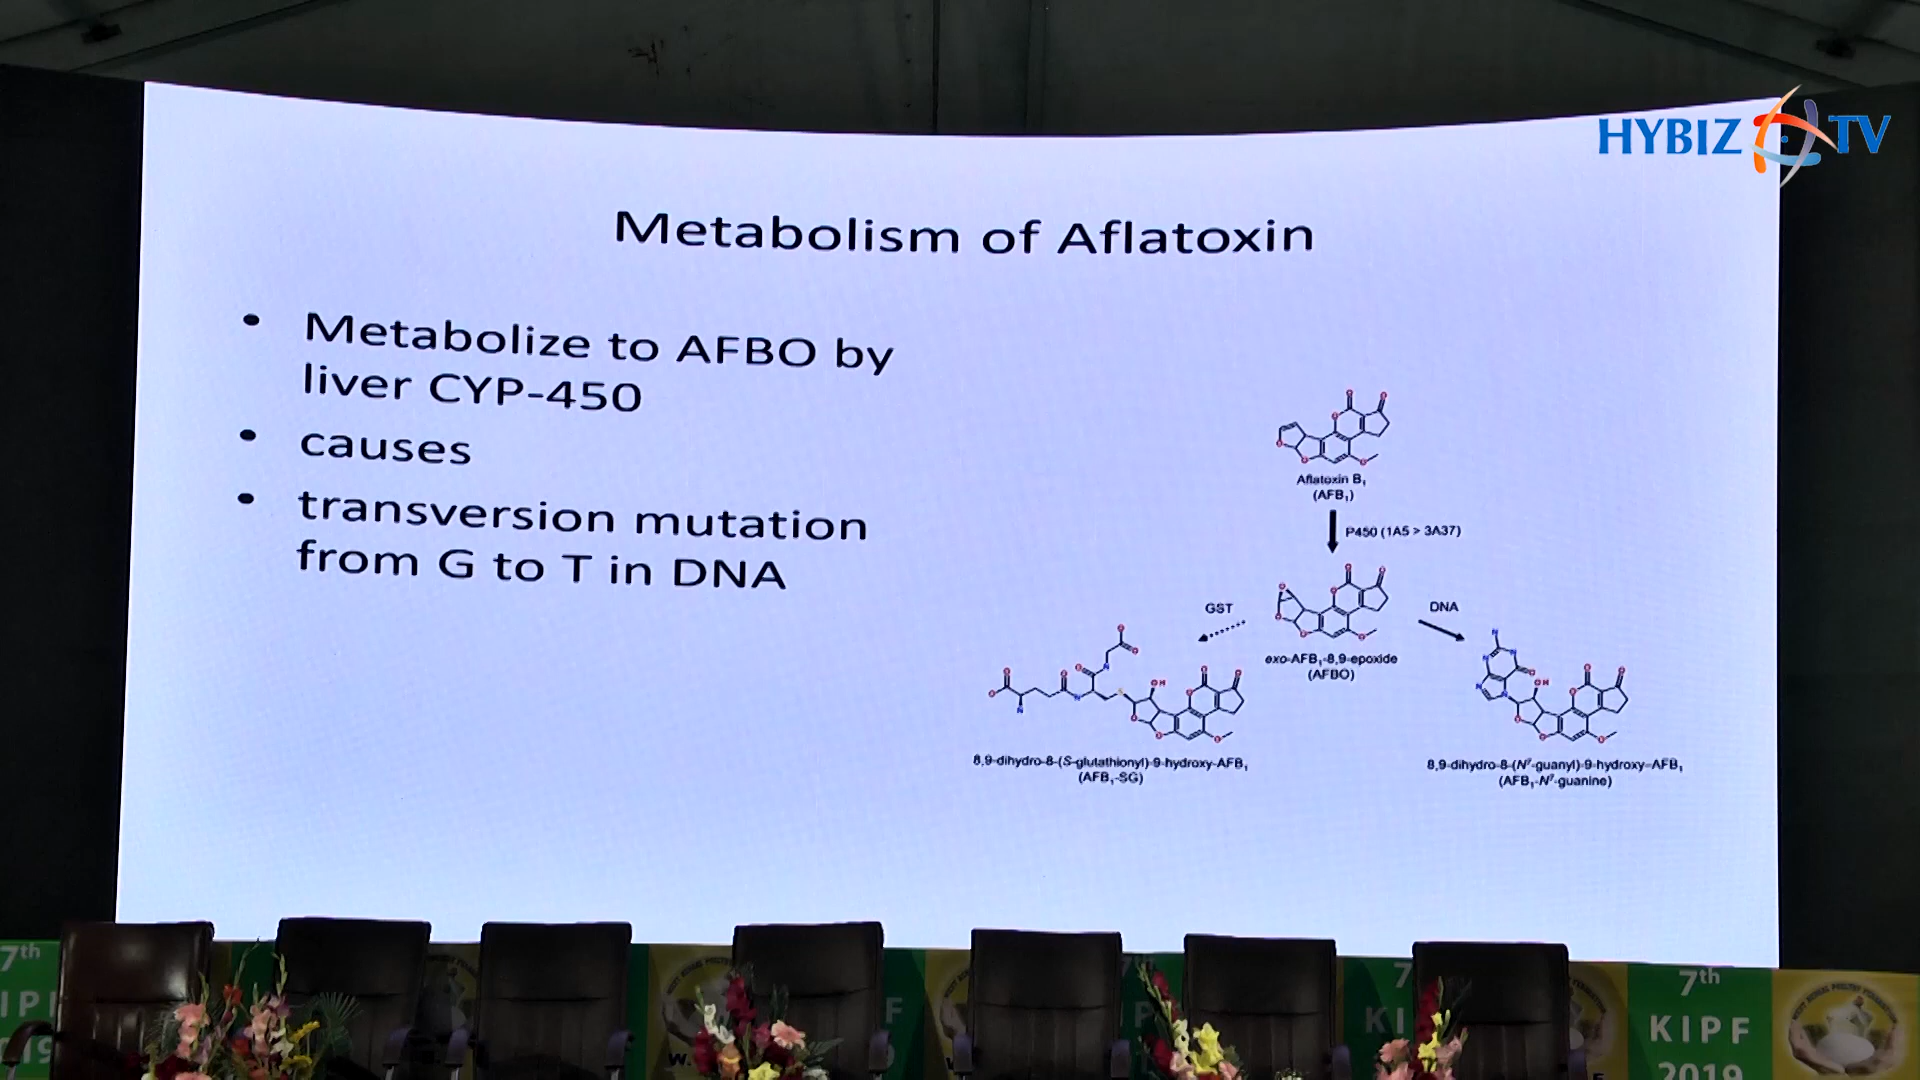 HYBIZ TV
Metabolism of Aflatoxin
• Metabolize to AFBO by
liver CYP-450
• causes
• transversion mutation
from G to T in DNA
Aflatoxin B₁
(AFB₁)
P450 (1A5 > 3A37)
GST
DNA
exo-AFB₁-8,9-epoxide
(AFBO)
8,9-dihydro-8-(S-glutathionyl)-9-hydroxy-AFB₁
(AFB₁-SG)
8,9-dihydro-8-(N⁷-guanyl)-9-hydroxy-AFB₁
(AFB₁-N⁷-guanine)
7th
7th
KIPF
2019